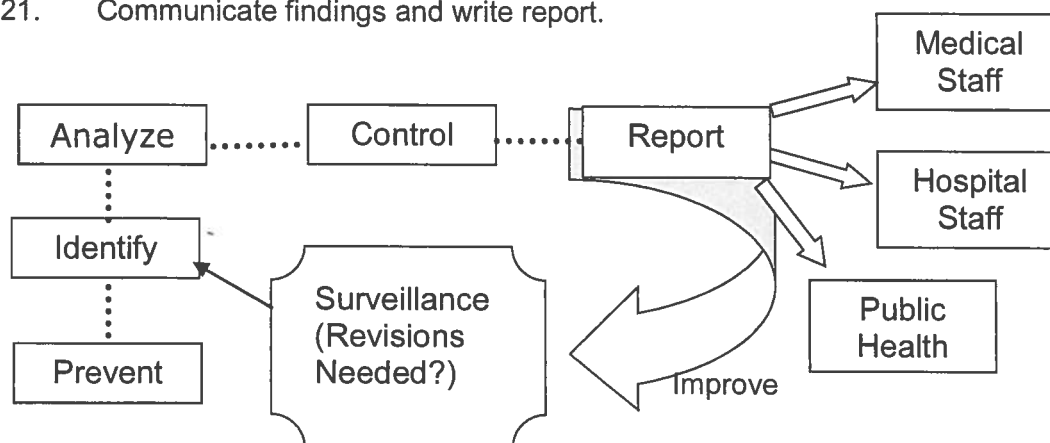 21. Communicate findings and write report.
Medical
Staff
Analyze
Control
Report
Hospital
Staff
Identify
Surveillance
(Revisions
Needed?)
Public
Health
Prevent
Improve